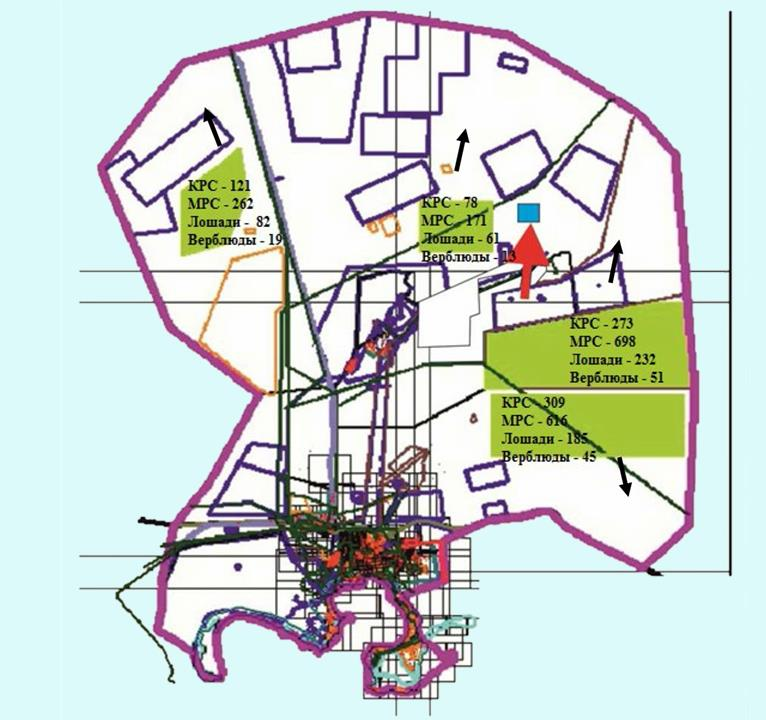 КРС - 121
МРС - 262
Лошади - 82
Верблюды - 19
КРС - 78
МРС - 171
Лошади - 61
Верблюды - 13
КРС - 273
МРС - 698
Лошади - 232
Верблюды - 51
КРС - 309
МРС - 616
Лошади - 185
Верблюды - 45